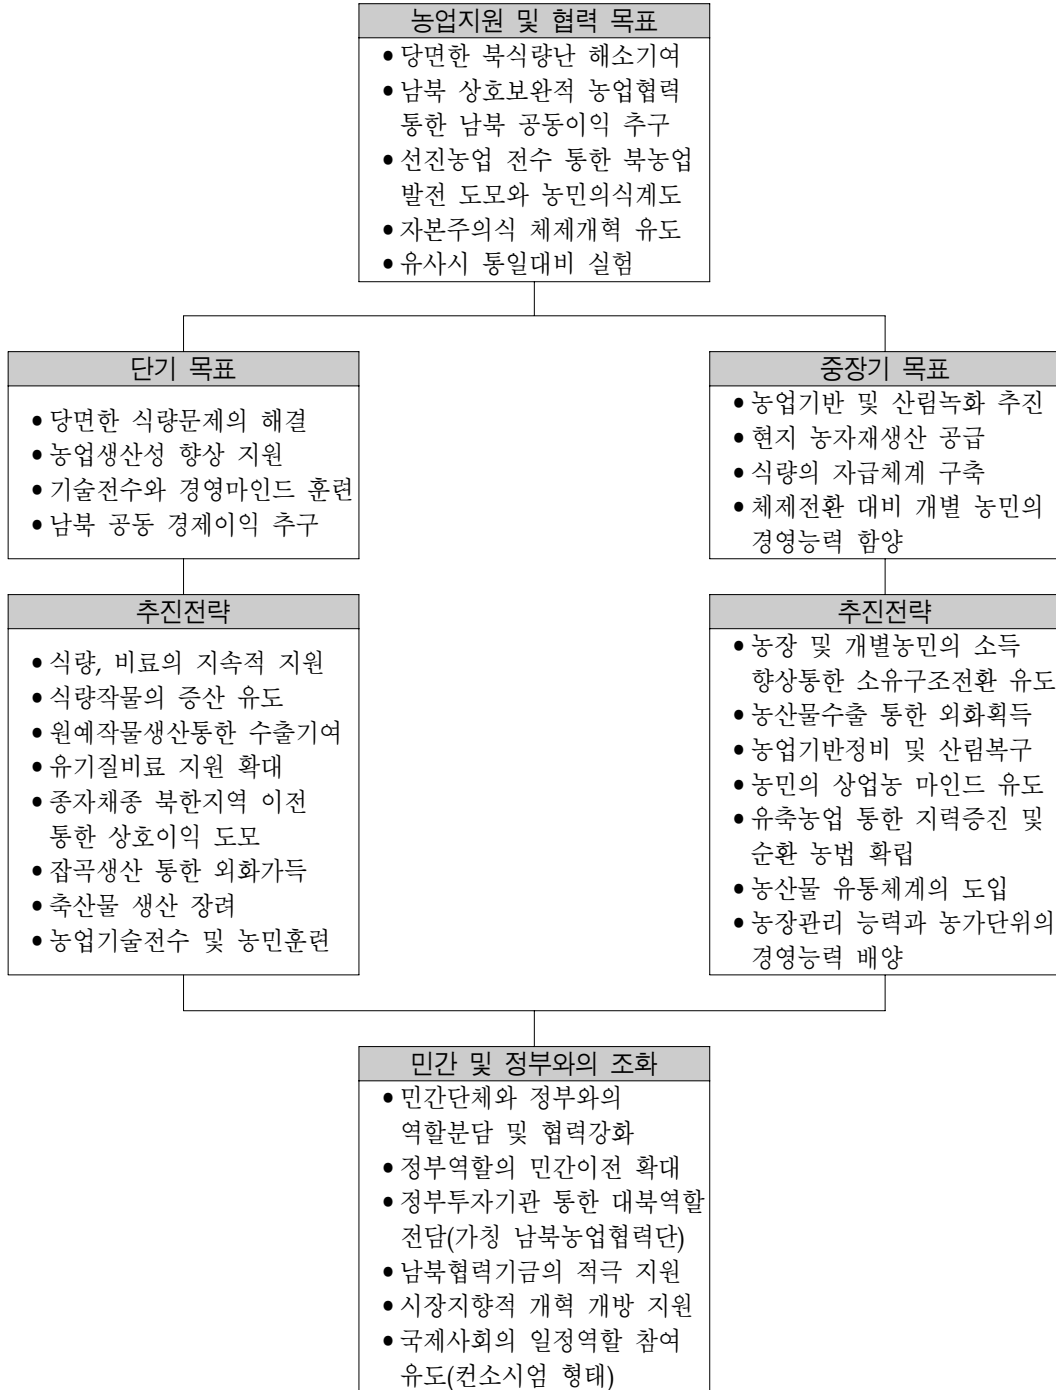 농업지원 및 협력 목표
• 당면한 북식량난 해소기여
• 남북 상호보완적 농업협력
통한 남북 공동이익 추구
• 선진농업 전수 통한 북농업
발전 도모와 농민의식계도
• 자본주의식 체제개혁 유도
• 유사시 통일대비 실험
단기 목표
• 당면한 식량문제의 해결
• 농업생산성 향상 지원
• 기술전수와 경영마인드 훈련
• 남북 공동 경제이익 추구
중장기 목표
• 농업기반 및 산림녹화 추진
• 현지 농자재생산 공급
• 식량의 자급체계 구축
• 체제전환 대비 개별 농민의
경영능력 함양
추진전략
• 식량, 비료의 지속적 지원
• 식량작물의 증산 유도
• 원예작물생산통한 수출기여
• 유기질비료 지원 확대
• 종자채종 북한지역 이전
통한 상호이익 도모
• 잡곡생산 통한 외화가득
• 축산물 생산 장려
• 농업기술전수 및 농민훈련
추진전략
• 농장 및 개별농민의 소득
향상통한 소유구조전환 유도
• 농산물수출 통한 외화획득
• 농업기반정비 및 산림복구
• 농민의 상업농 마인드 유도
• 유축농업 통한 지력증진 및
순환 농법 확립
• 농산물 유통체계의 도입
• 농장관리 능력과 농가단위의
경영능력 배양
민간 및 정부와의 조화
• 민간단체와 정부와의
역할분담 및 협력강화
• 정부역할의 민간이전 확대
• 정부투자기관 통한 대북역할
전담(가칭 남북농업협력단)
• 남북협력기금의 적극 지원
• 시장지향적 개혁 개방 지원
• 국제사회의 일정역할 참여
유도(컨소시엄 형태)